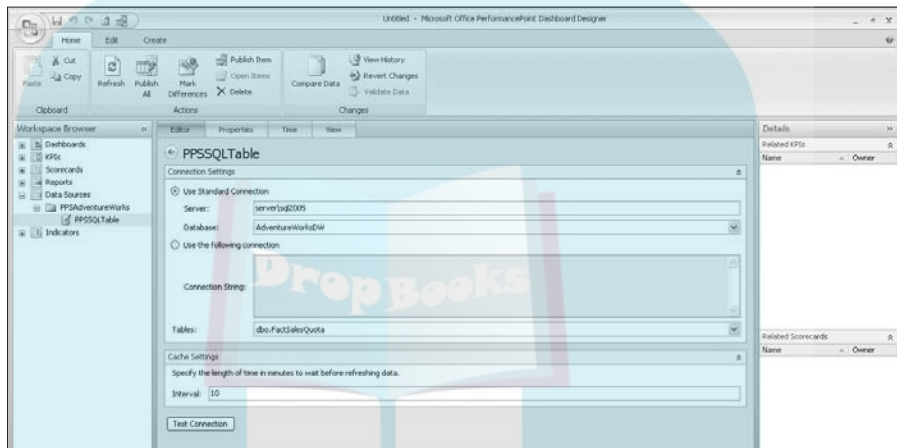 Untitled - Microsoft Office PerformancePoint Dashboard Designer
Home Edit Create
Paste
Cut
Copy
Clipboard
Refresh
Publish All
Mark Differences
Publish Item
Open Items
Delete
Actions
Compare Data
View History
Revert Changes
Validate Data
Changes
Workspace Browser
Dashboards
KPIs
Scorecards
Reports
Data Sources
PPSAdventureWorks
PPSSQLTable
Indicators
Editor Properties Time View
PPSSQLTable
Connection Settings
Use Standard Connection
Server: server\sql2005
Database: AdventureWorksDW
Use the following connection
Connection String:
DropBooks
Tables: dbo.FactSalesQuota
Cache Settings
Specify the length of time in minutes to wait before refreshing data.
Interval: 10
Test Connection
Details
Related KPIs
Name Owner
Related Scorecards
Name Owner